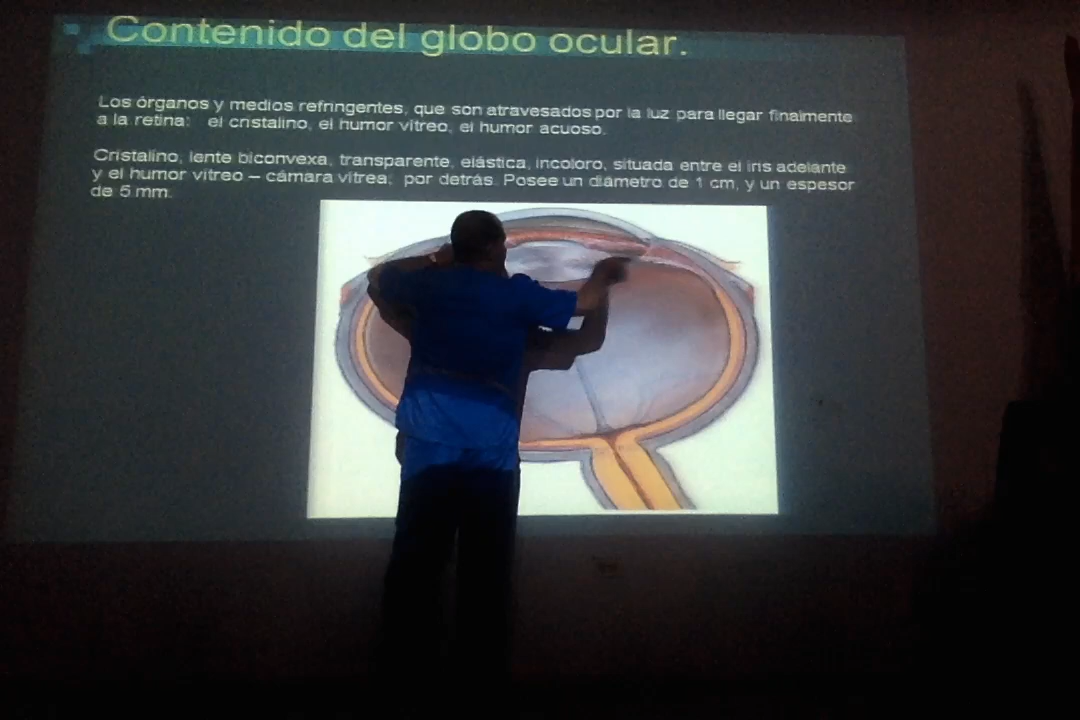 Contenido del globo ocular.
Los órganos y medios refringentes, que son atravesados por la luz para llegar finalmente
a la retina: el cristalino, el humor vítreo, el humor acuoso.
Cristalino, lente biconvexa, transparente, elástica, incoloro, situada entre el iris adelante
y el humor vitreo – cámara vítrea; por detrás. Posee un diámetro de 1 cm, y un espesor
de 5 mm.